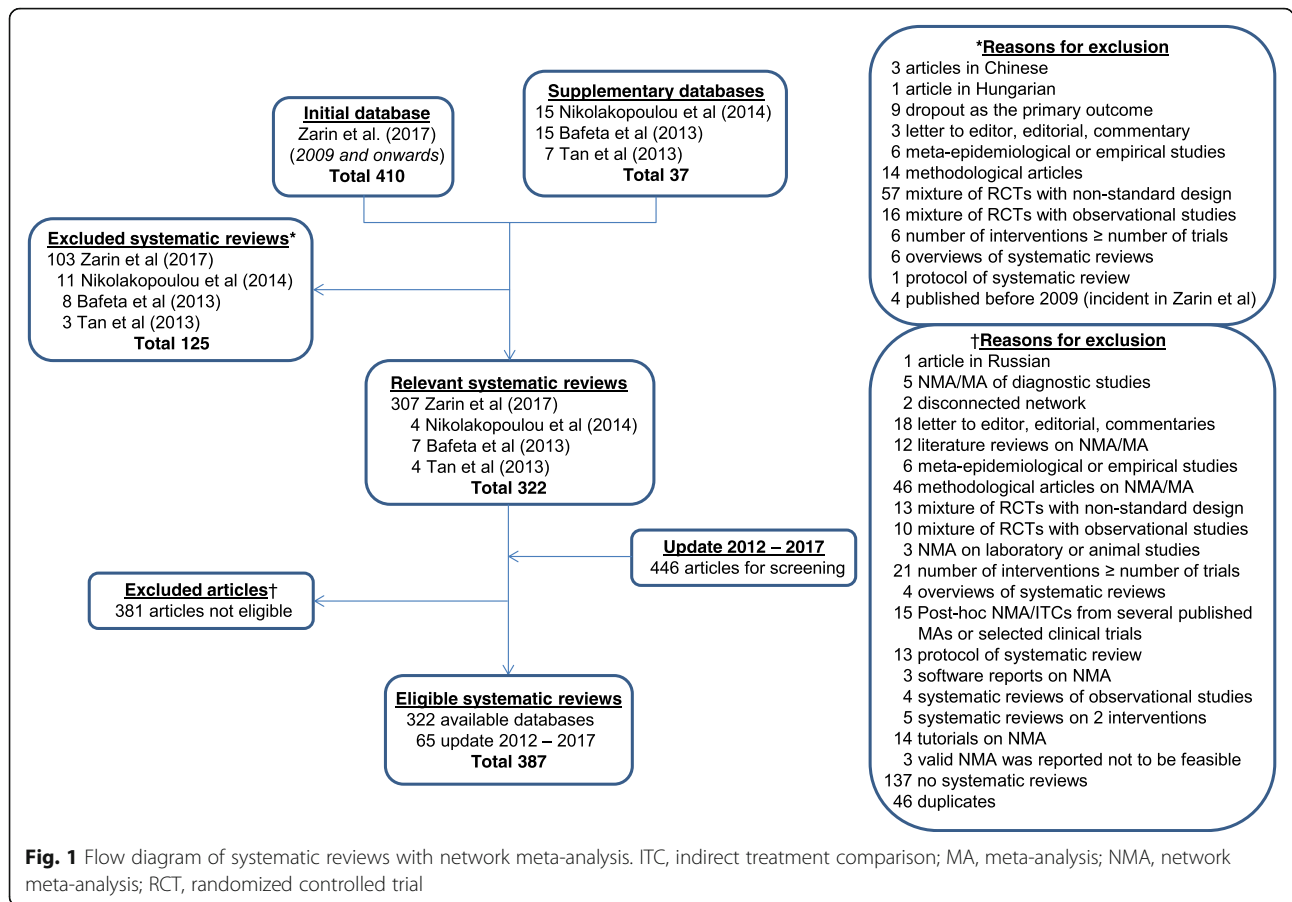 Initial database
Zarin et al. (2017)
(2009 and onwards)
Total 410
Supplementary databases
15 Nikolakopoulou et al (2014)
15 Bafeta et al (2013)
7 Tan et al (2013)
Total 37
Excluded systematic reviews*
103 Zarin et al (2017)
11 Nikolakopoulou et al (2014)
8 Bafeta et al (2013)
3 Tan et al (2013)
Total 125
Relevant systematic reviews
307 Zarin et al (2017)
4 Nikolakopoulou et al (2014)
7 Bafeta et al (2013)
4 Tan et al (2013)
Total 322
Update 2012 – 2017
446 articles for screening
Excluded articles†
381 articles not eligible
Eligible systematic reviews
322 available databases
65 update 2012 – 2017
Total 387
*Reasons for exclusion
3 articles in Chinese
1 article in Hungarian
9 dropout as the primary outcome
3 letter to editor, editorial, commentary
6 meta-epidemiological or empirical studies
14 methodological articles
57 mixture of RCTs with non-standard design
16 mixture of RCTs with observational studies
6 number of interventions ≥ number of trials
6 overviews of systematic reviews
1 protocol of systematic review
4 published before 2009 (incident in Zarin et al)
†Reasons for exclusion
1 article in Russian
5 NMA/MA of diagnostic studies
2 disconnected network
18 letter to editor, editorial, commentaries
12 literature reviews on NMA/MA
6 meta-epidemiological or empirical studies
46 methodological articles on NMA/MA
13 mixture of RCTs with non-standard design
10 mixture of RCTs with observational studies
3 NMA on laboratory or animal studies
21 number of interventions ≥ number of trials
4 overviews of systematic reviews
15 Post-hoc NMA/ITCs from several published
MAs or selected clinical trials
13 protocol of systematic review
3 software reports on NMA
4 systematic reviews of observational studies
5 systematic reviews on 2 interventions
14 tutorials on NMA
3 valid NMA was reported not to be feasible
137 no systematic reviews
46 duplicates
Fig. 1 Flow diagram of systematic reviews with network meta-analysis. ITC, indirect treatment comparison; MA, meta-analysis; NMA, network
meta-analysis; RCT, randomized controlled trial